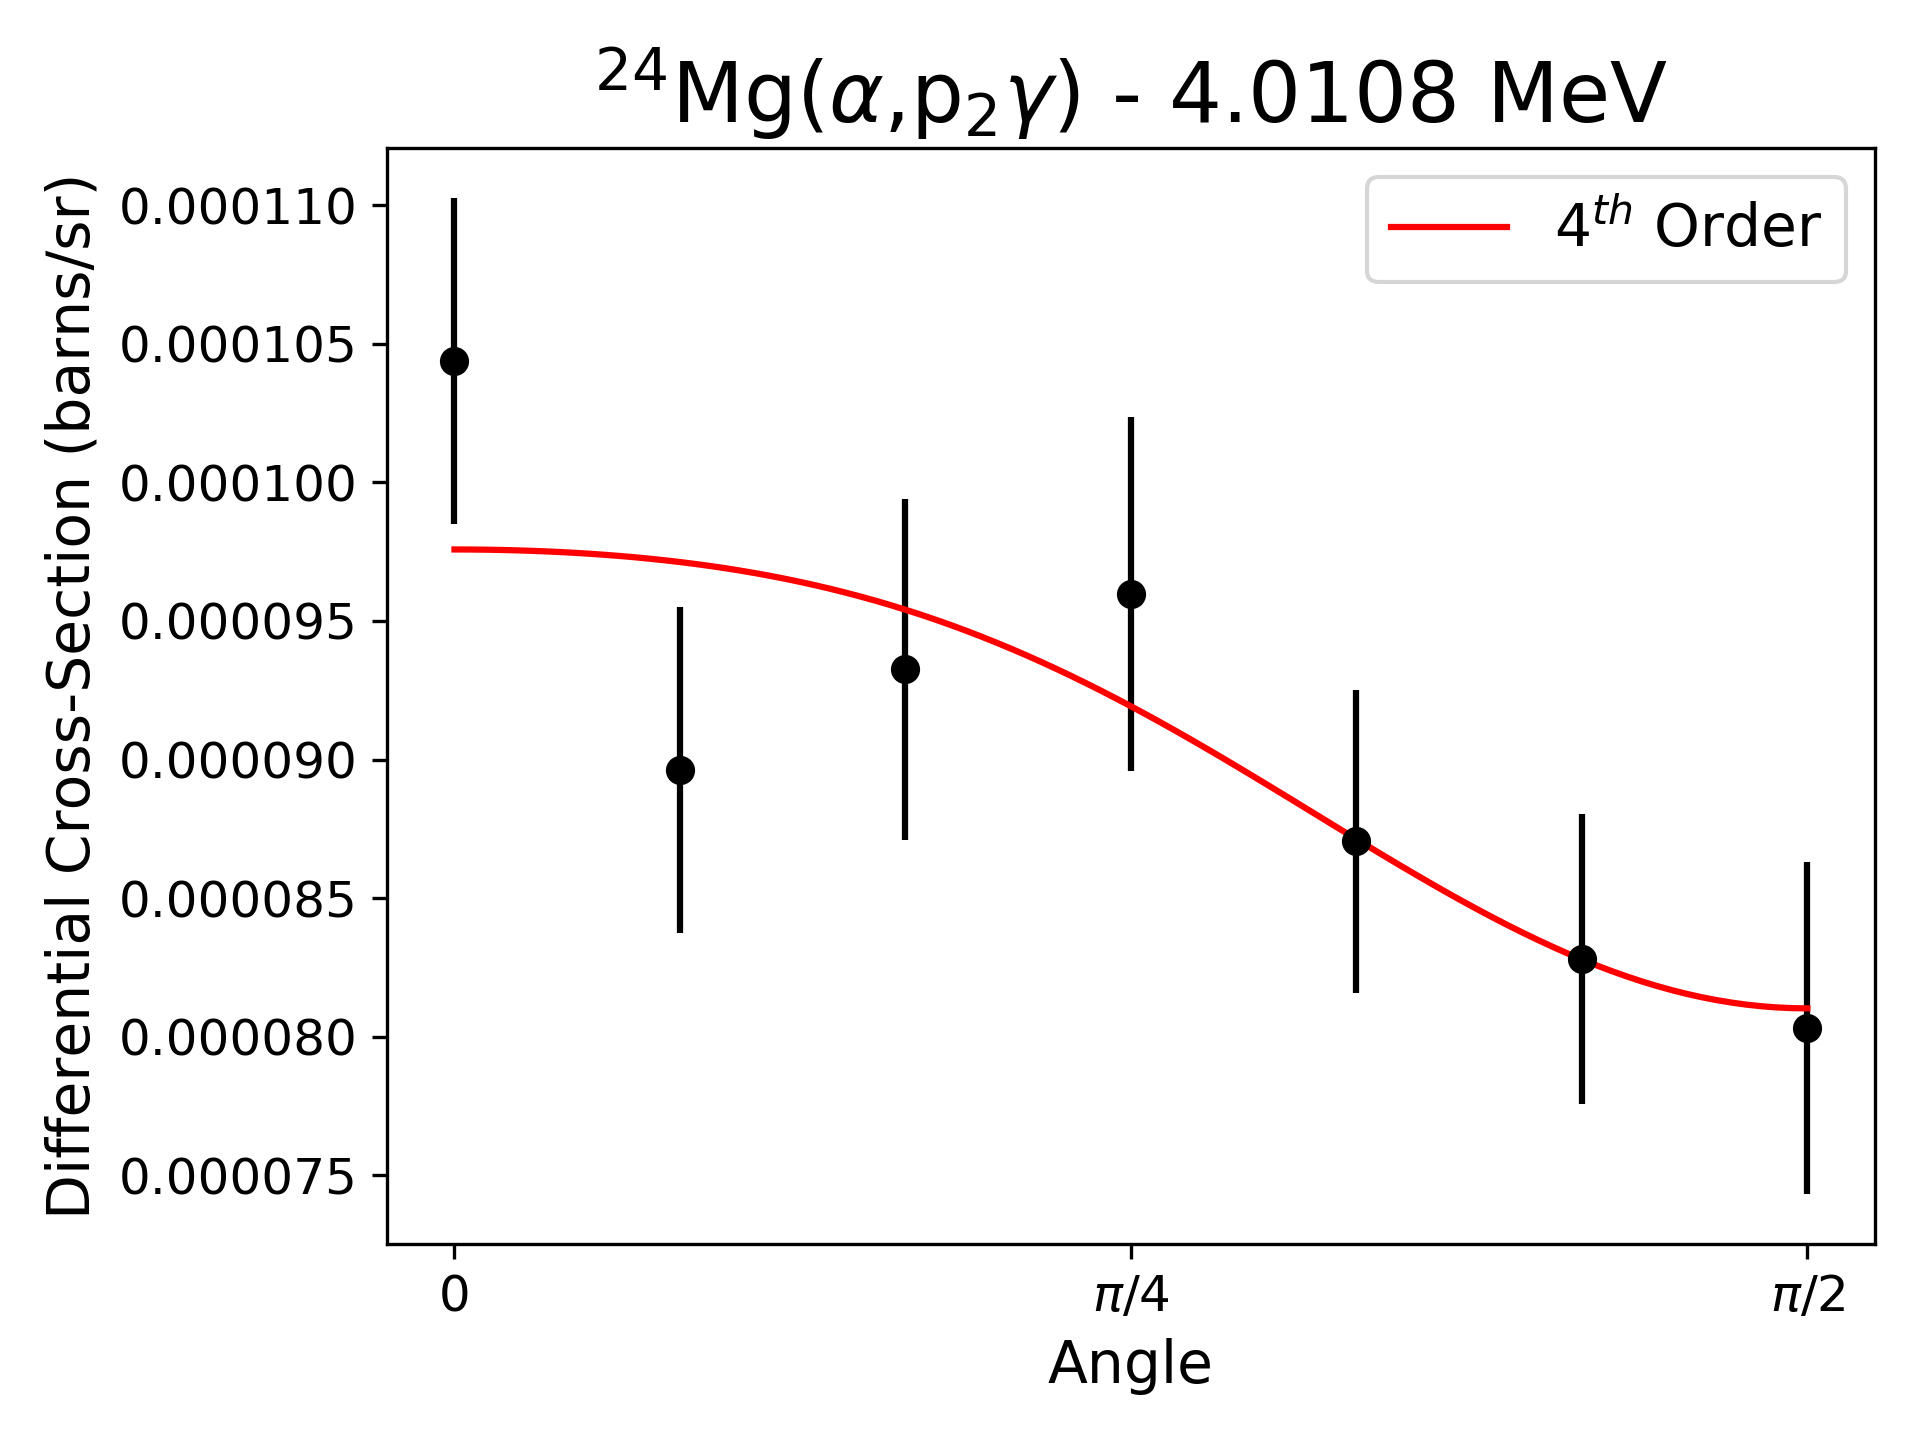 ²⁴Mg(α,p₂γ) - 4.0108 MeV
Differential Cross-Section (barns/sr)
0.000110
0.000105
0.000100
0.000095
0.000090
0.000085
0.000080
0.000075
4ᵗʰ Order
0
π/4
π/2
Angle